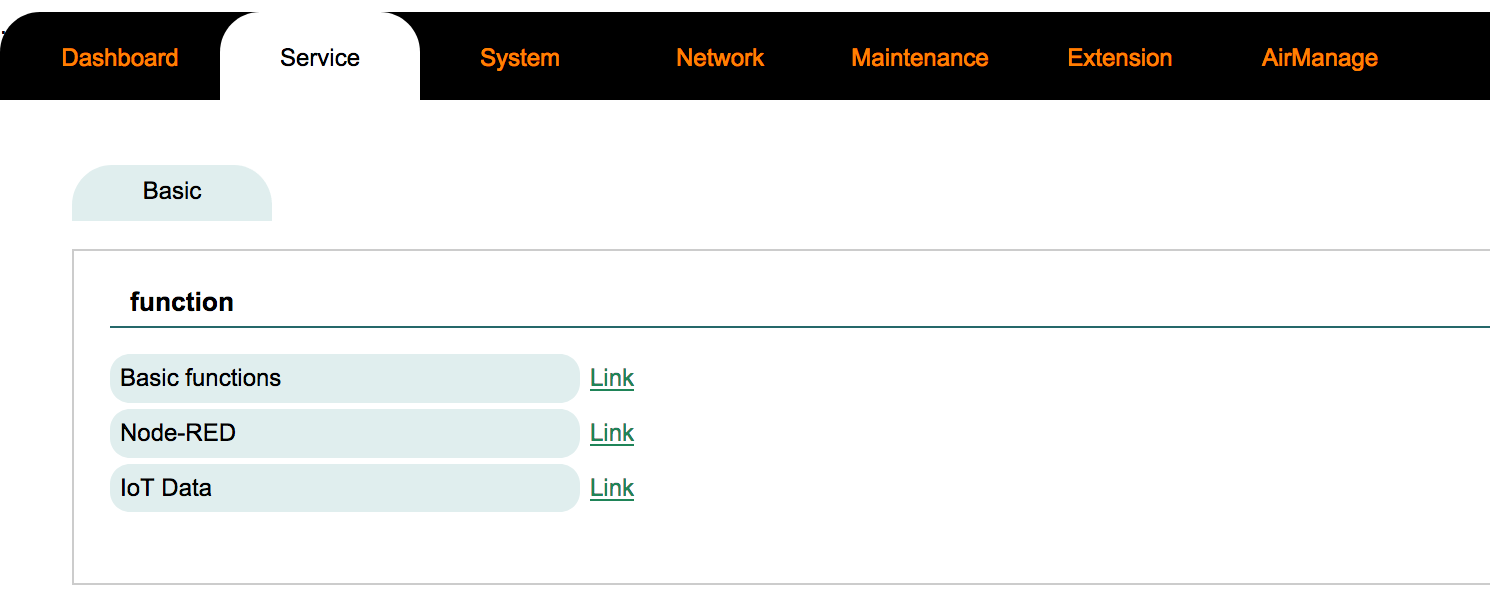 Dashboard Service System Network Maintenance Extension AirManage
Basic
function
Basic functions Link
Node-RED Link
IoT Data Link